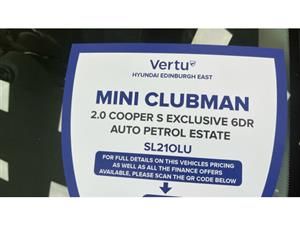 Vertu
HYUNDAI EDINBURGH EAST
MINI CLUBMAN
2.0 COOPER S EXCLUSIVE 6DR
AUTO PETROL ESTATE
SL21OLU
FOR FULL DETAILS ON THIS VEHICLES PRICING
AS WELL AS ALL THE FINANCE OFFERS
AVAILABLE, PLEASE SCAN THE QR CODE BELOW